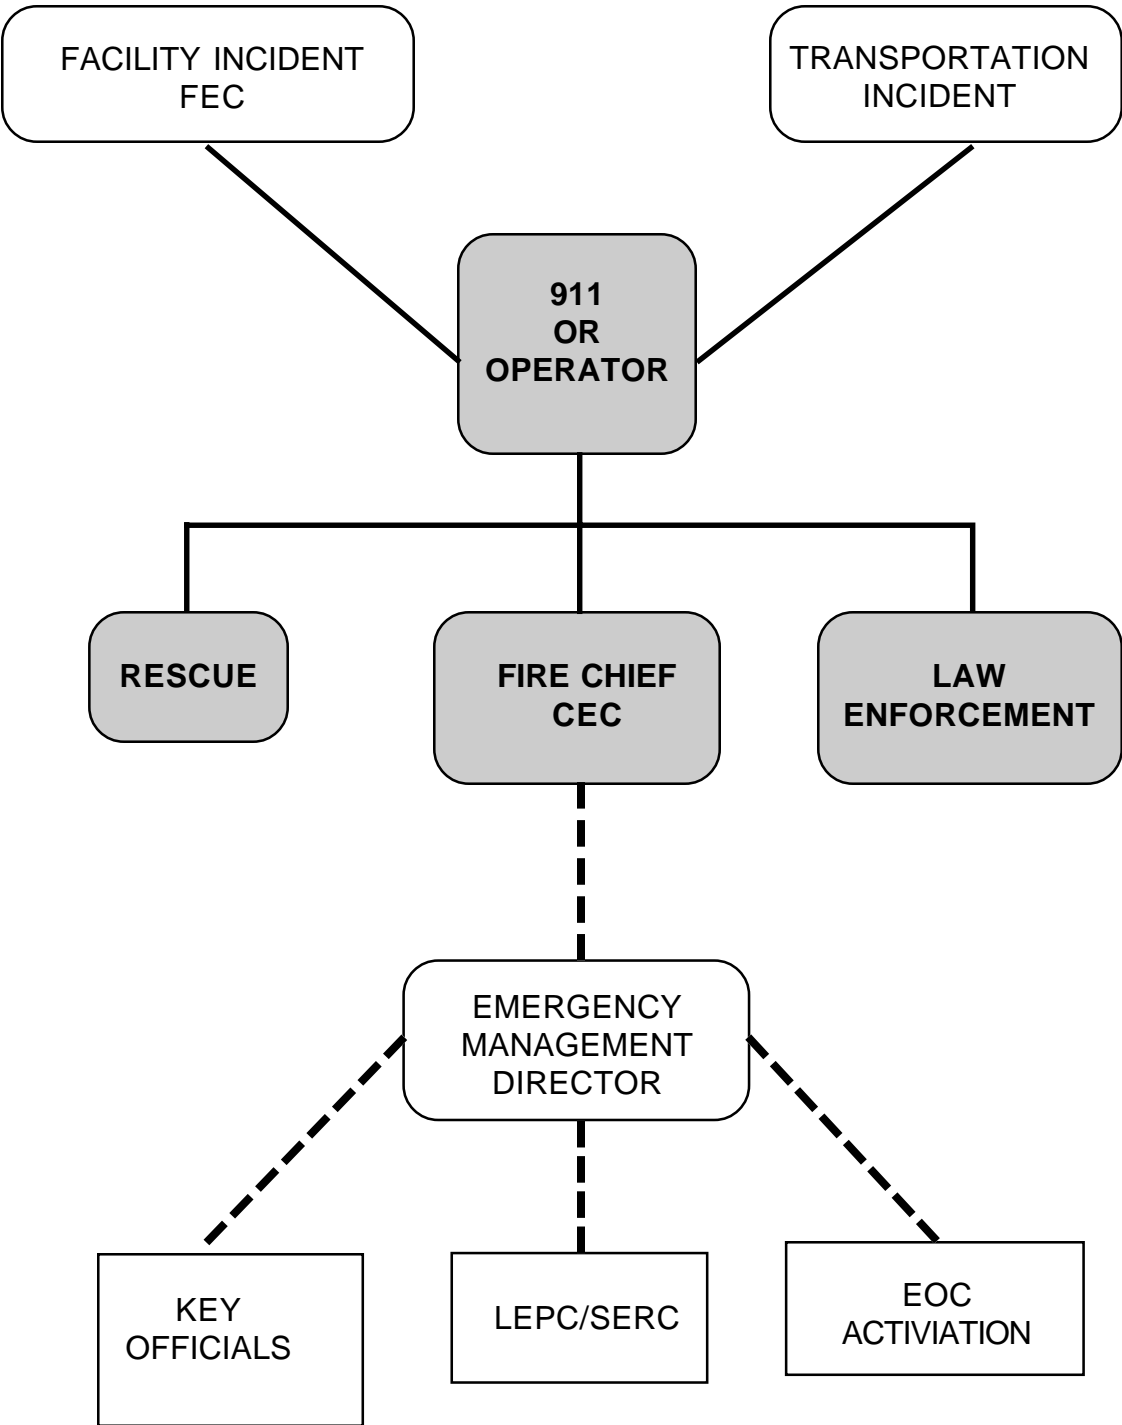 FACILITY INCIDENT
FEC
TRANSPORTATION
INCIDENT
911
OR
OPERATOR
RESCUE
FIRE CHIEF
CEC
LAW
ENFORCEMENT
EMERGENCY
MANAGEMENT
DIRECTOR
KEY
OFFICIALS
LEPC/SERC
EOC
ACTIVIATION